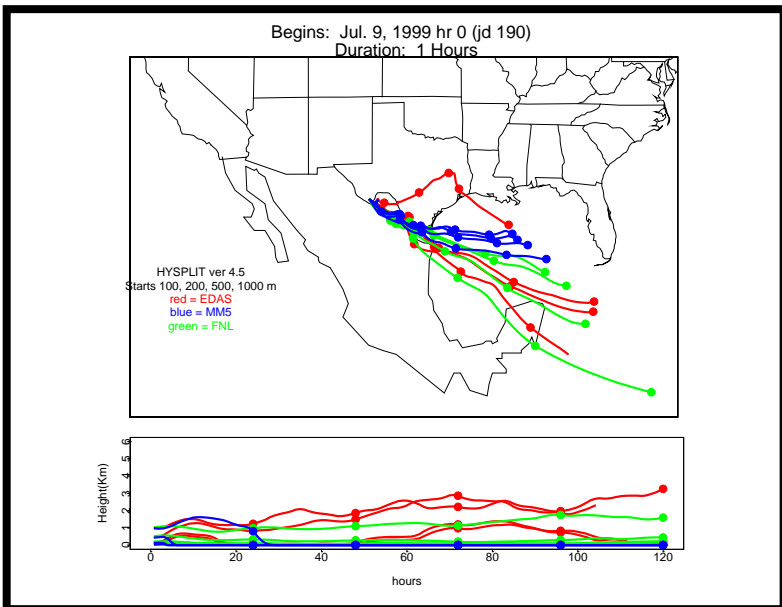 Begins: Jul. 9, 1999 hr 0 (jd 190)
Duration: 1 Hours
HYSPLIT ver 4.5
Starts 100, 200, 500, 1000 m
red = EDAS
blue = MM5
green = FNL
Height(Km)
6
5
4
3
2
1
0
0 20 40 60 80 100 120
hours